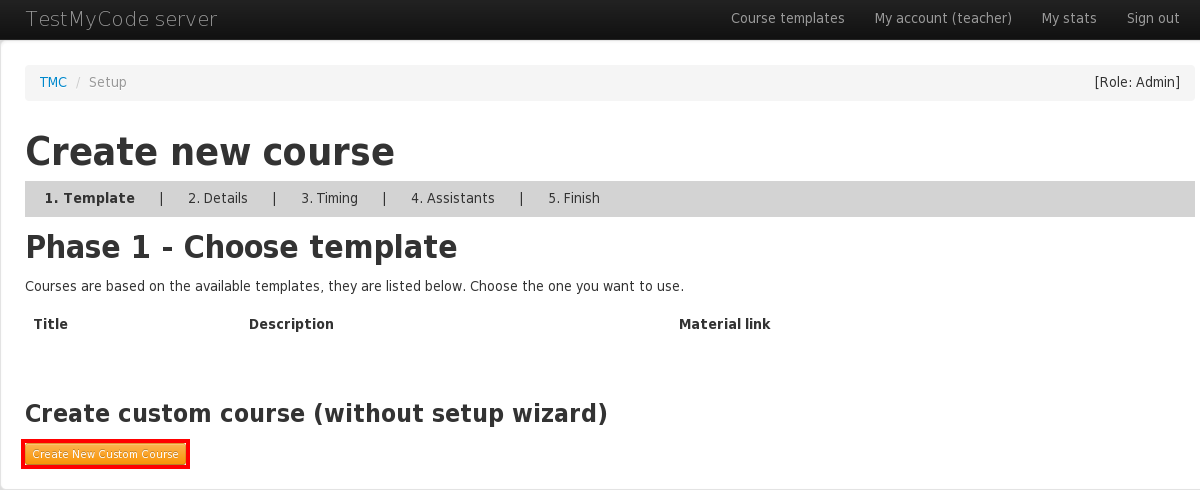 TestMyCode server Course templates My account (teacher) My stats Sign out
TMC / Setup [Role: Admin]
Create new course
1. Template | 2. Details | 3. Timing | 4. Assistants | 5. Finish
Phase 1 - Choose template
Courses are based on the available templates, they are listed below. Choose the one you want to use.
Title Description Material link
Create custom course (without setup wizard)
Create New Custom Course